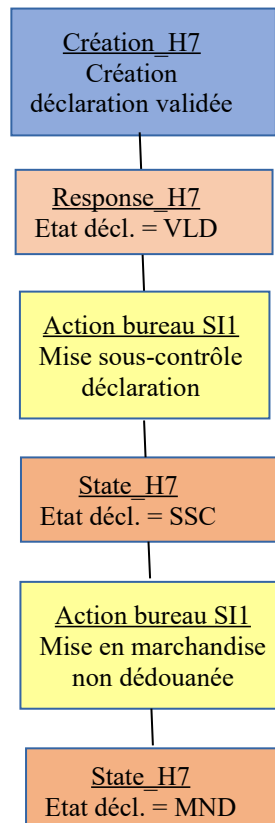 Création_H7
Création
déclaration validée
Response_H7
Etat décl. = VLD
Action bureau SI1
Mise sous-contrôle
déclaration
State_H7
Etat décl. = SSC
Action bureau SI1
Mise en marchandise
non dédouanée
State_H7
Etat décl. = MND